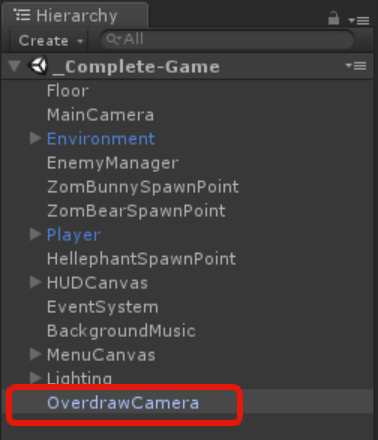 Hierarchy
Create All
_Complete-Game
Floor
MainCamera
Environment
EnemyManager
ZomBunnySpawnPoint
ZomBearSpawnPoint
Player
HellephantSpawnPoint
HUDCanvas
EventSystem
BackgroundMusic
MenuCanvas
Lighting
OverdrawCamera